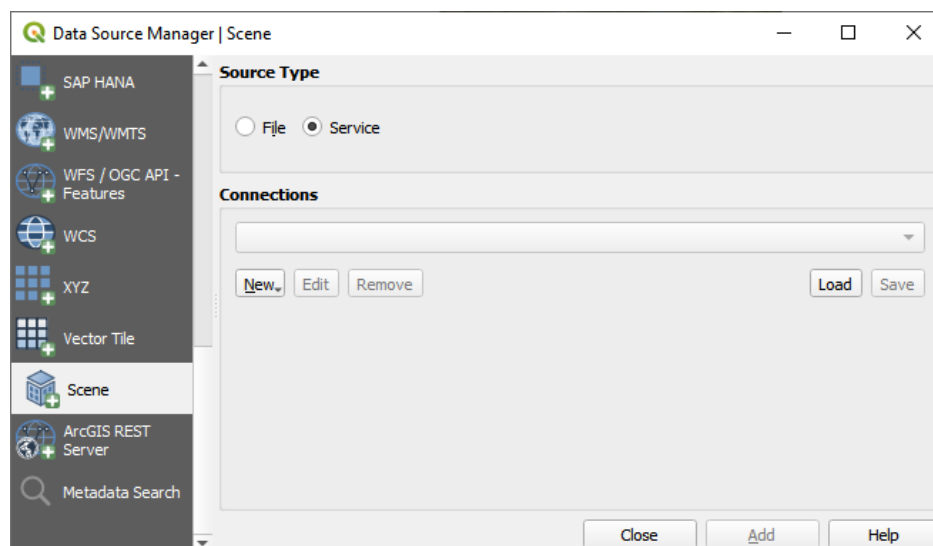 Data Source Manager | Scene
SAP HANA
WMS/WMTS
WFS / OGC API -
Features
WCS
XYZ
Vector Tile
Scene
ArcGIS REST
Server
Metadata Search
Source Type
File
Service
Connections
New
Edit
Remove
Load
Save
Close
Add
Help